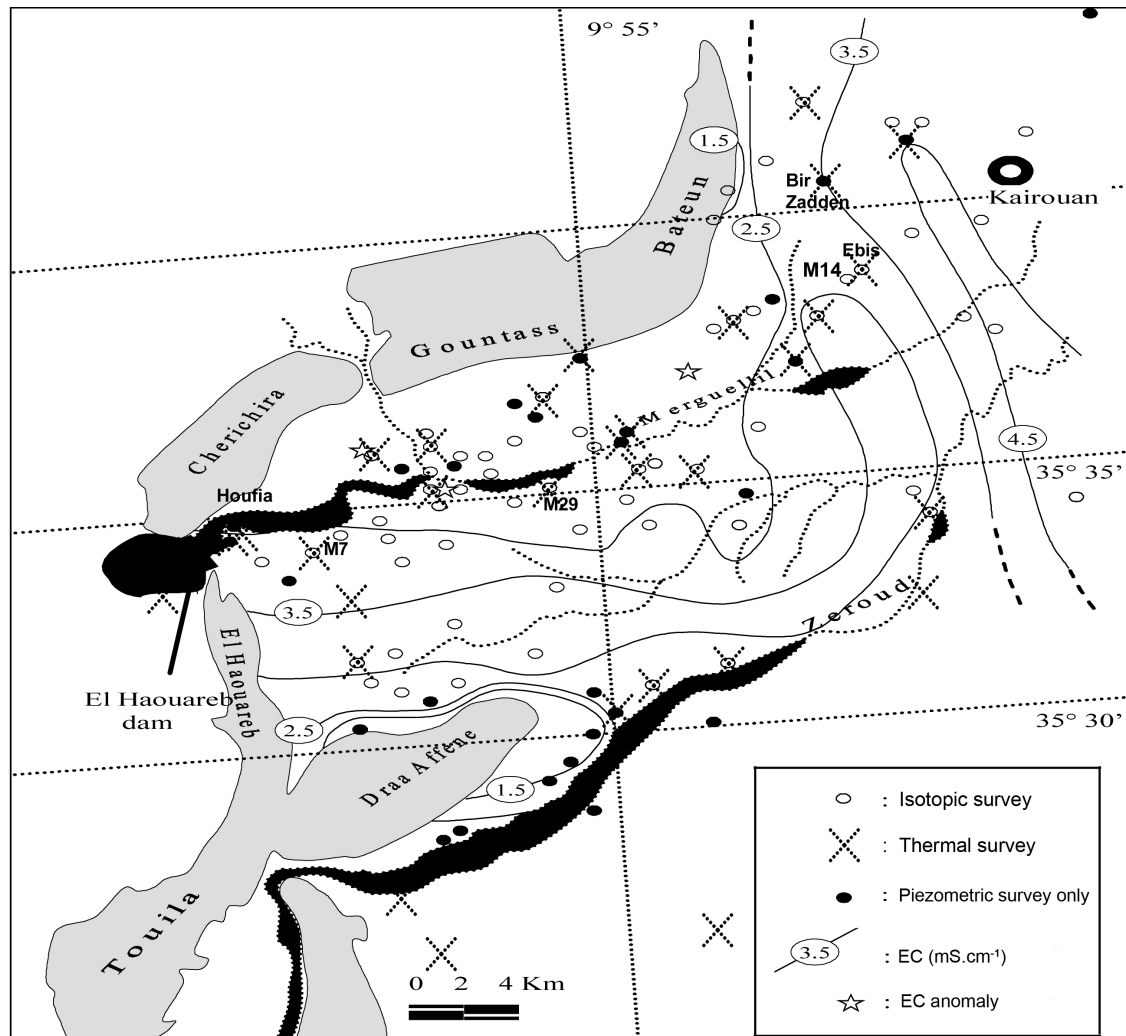 9° 55’
3.5
1.5
Bateun
Bir
Zadden
Kairouan
2.5
Ebis
M14
Gountass
Merguellil
Cherichira
4.5
35° 35’
Houfia
M29
M7
3.5
Zeroud
El Haouareb
El Haouareb
dam
2.5
35° 30’
Draa Affene
1.5
Touila
0 2 4 Km
: Isotopic survey
: Thermal survey
: Piezometric survey only
3.5 : EC (mS.cm⁻¹)
: EC anomaly